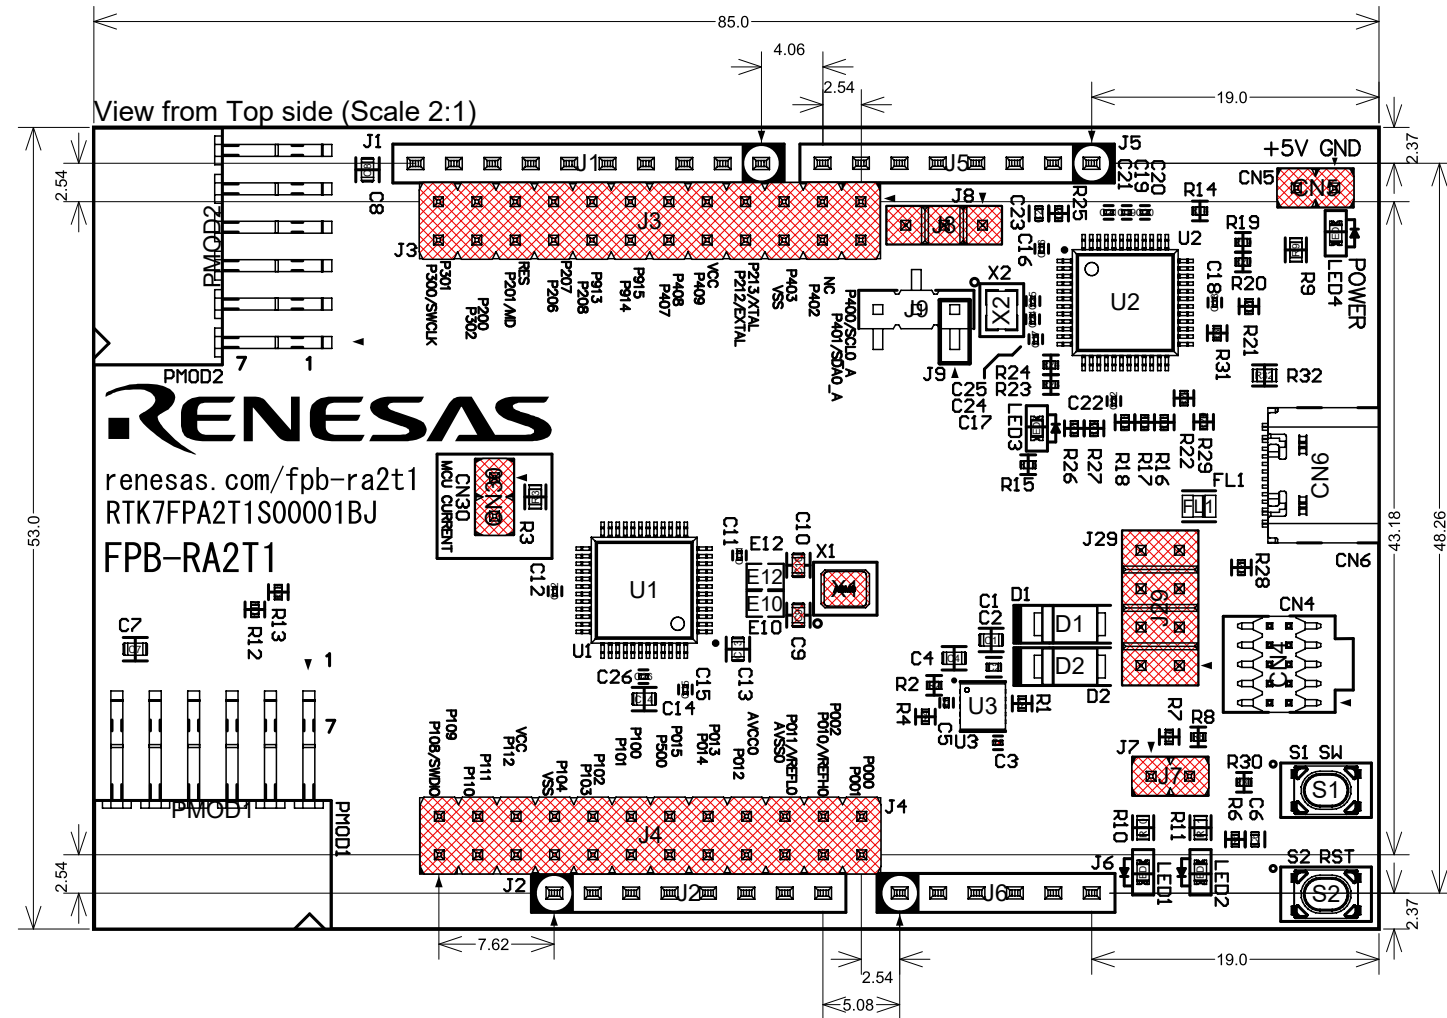 85.0
4.06
2.54
19.0
View from Top side (Scale 2:1)
J1
J1
J5
J5
+5V GND
CN5
CN5
2.37
2.54
C8
PMOD2
J3
J3
J8
J8
C23
R25
C21
C19
C20
R14
U2
R19
R20
R9
LED4
POWER
C16
X2
X2
U2
C18
R21
R31
R32
P301
P300/SWCLK
P200
P302
RES
P201/MD
P206
P207
P208
P913
P914
P915
P407
P408
P409
VCC
P213/XTAL
P212/EXTAL
P403
VSS
NC
P402
P400/SCL0_A
P401/SDA0_A
J9
J9
7
1
PMOD2
R24
R23
C25
C24
C17
LED3
C22
R15
R26
R27
R18
R17
R16
R22
R29
FL1
FL1
CN6
CN6
RENESAS
renesas.com/fpb-ra2t1
RTK7FPA2T1S00001BJ
FPB-RA2T1
MCU CURRENT
CN30
CN30
R3
53.0
43.18
48.26
C12
U1
U1
C11
E12
E12
E10
E10
C10
C9
X1
J29
J29
R28
CN4
CN4
R13
R12
C7
1
7
C26
C14
C15
C13
C1
C2
D1
D1
D2
D2
C4
R2
R4
C5
U3
U3
R1
C3
R7
R8
J7
J7
R30
R6
C6
S1 SW
S1
P109
P108/SWDIO
P111
P110
VCC
P112
P104
VSS
P102
P103
P100
P101
P015
P500
P013
P014
P012
AVCC0
P011/VREFL0
AVSS0
P002
P010/VREFH0
P000
P001
PMOD1
PMOD1
J4
J4
R10
R11
J6
LED1
LED2
S2 RST
S2
2.54
J2
J2
J6
2.37
7.62
2.54
5.08
19.0